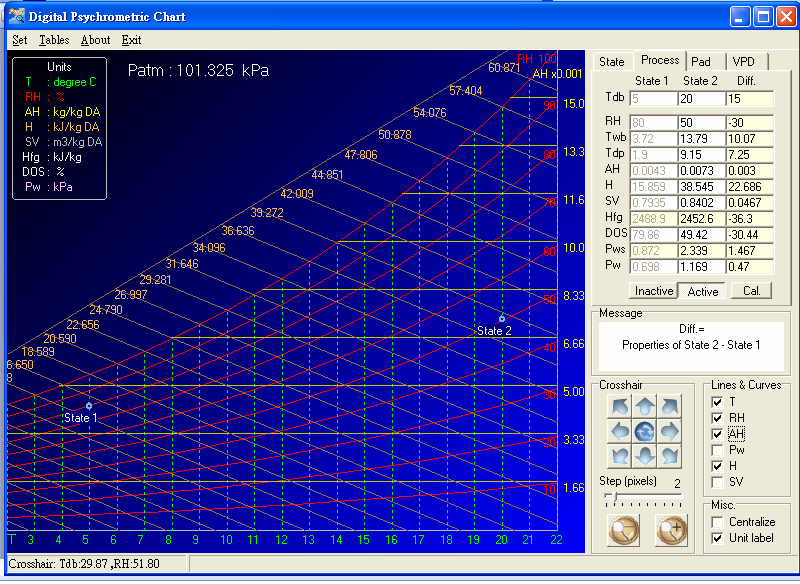 Digital Psychrometric Chart
Set Tables About Exit
Units
T : degree C
RH : %
AH : kg/kg DA
H : kJ/kg DA
SV : m3/kg DA
Hfg : kJ/kg
DOS : %
Pw : kPa
Patm : 101.325 kPa
60.871
57.404
54.076
50.878
47.806
44.851
42.009
39.272
36.636
34.096
31.646
29.281
26.997
24.790
22.656
20.590
18.589
6.650
8
RH 100
AH x0.001
90
80
70
60
50
40
30
20
10
15.0
13.3
11.6
10.0
8.33
6.66
5.00
3.33
1.66
State 1
State 2
T 3 4 5 6 7 8 9 10 11 12 13 14 15 16 17 18 19 20 21 22
State Process Pad VPD
State 1 State 2 Diff.
Tdb 5 20 15
RH 80 50 -30
Twb 3.72 13.79 10.07
Tdp 1.9 9.15 7.25
AH 0.0043 0.0073 0.003
H 15.859 38.545 22.686
SV 0.7935 0.8402 0.0467
Hfg 2488.9 2452.6 -36.3
DOS 79.86 49.42 -30.44
Pws 0.872 2.339 1.467
Pw 0.698 1.169 0.47
Inactive Active Cal.
Message
Diff.=
Properties of State 2 - State 1
Crosshair
Step (pixels) 2
Lines & Curves
T
RH
AH
Pw
H
SV
Misc.
Centralize
Unit label
Crosshair: Tdb:29.87 ,RH:51.80